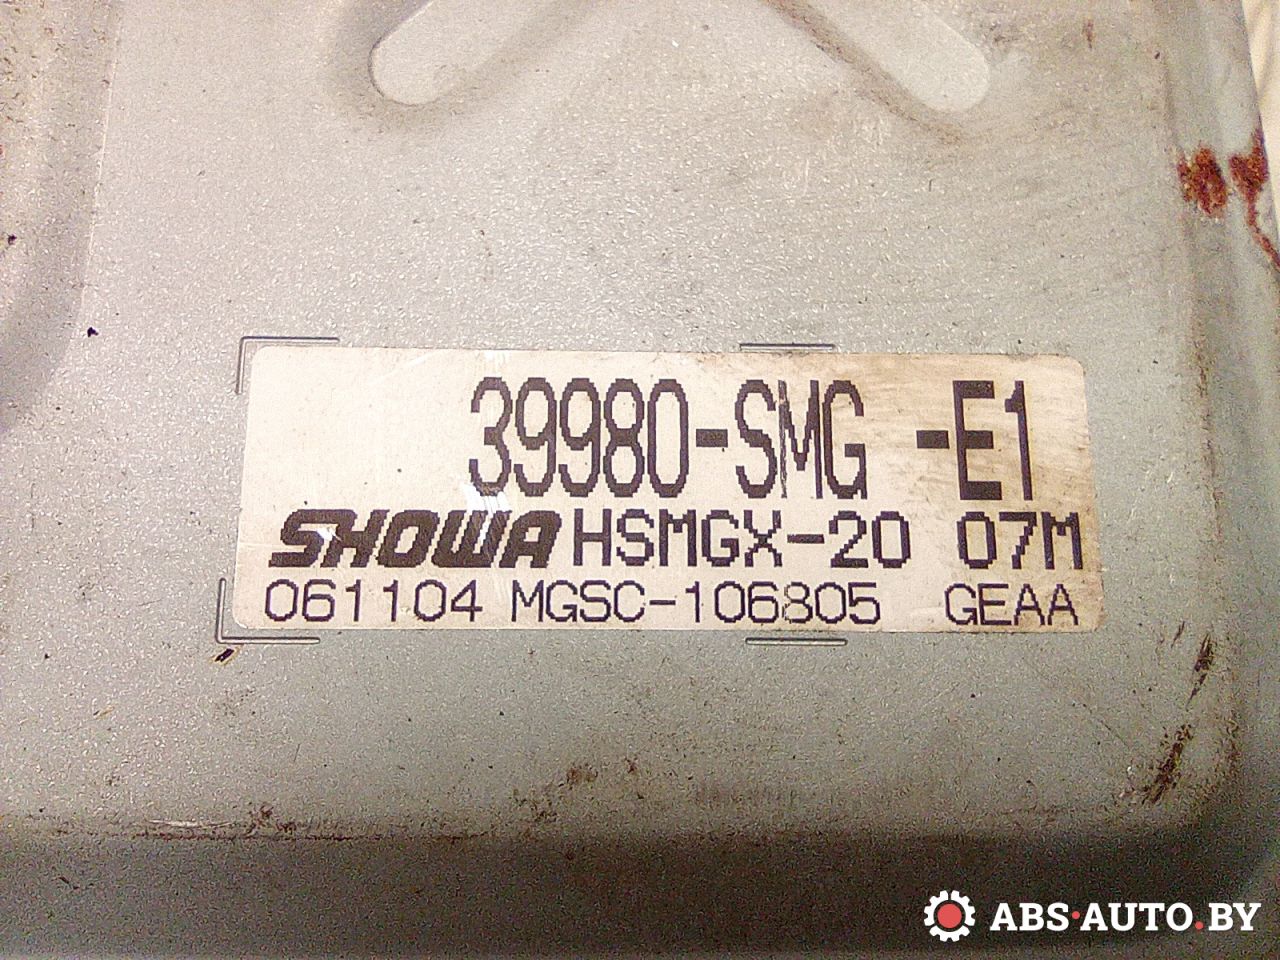 39980-SMG -E1
SHOWA HSMGX-20 07M
061104 MGSC-106805 GEAA
ABS·AUTO.BY